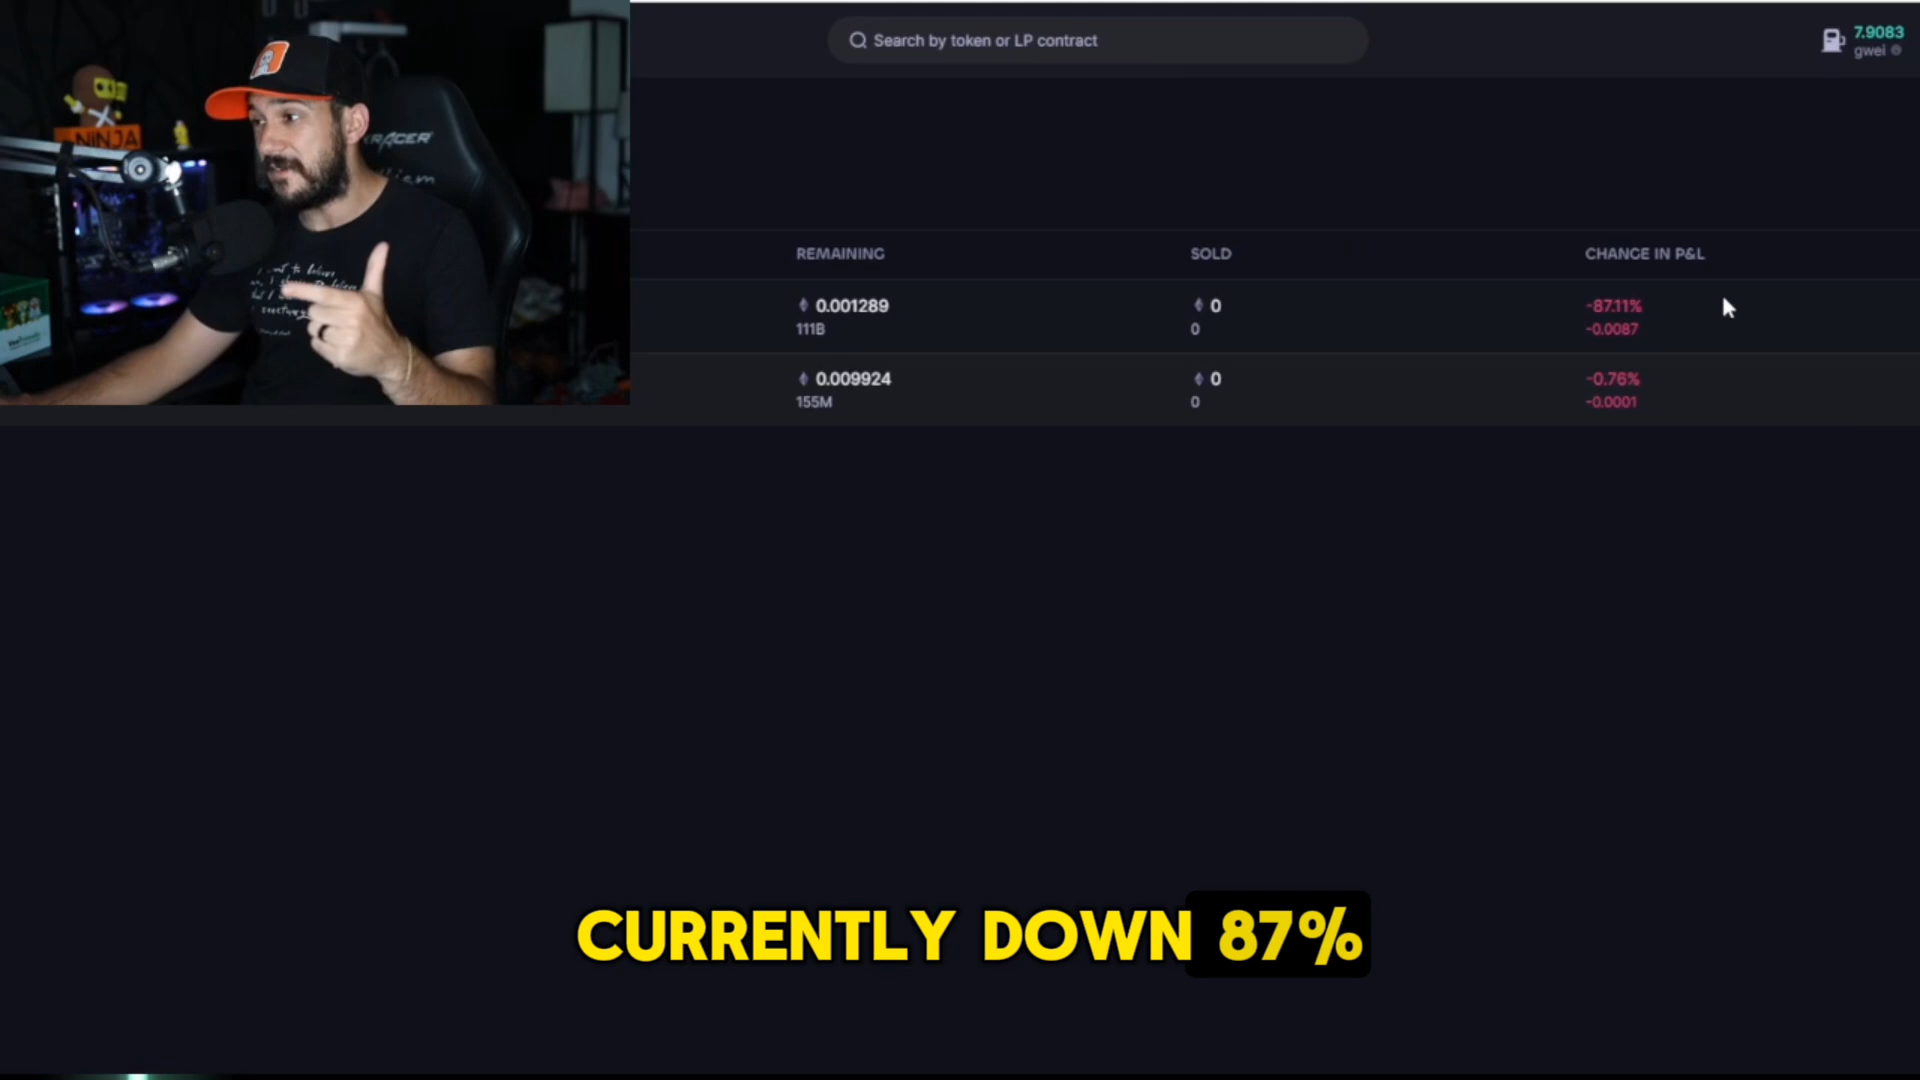 Search by token or LP contract
7.9083
gwei
NINJA
REMAINING
SOLD
CHANGE IN P&L
0.001289
0
-87.11%
111B
0
-0.0087
0.009924
0
-0.76%
155M
0
-0.0001
CURRENTLY DOWN 87%